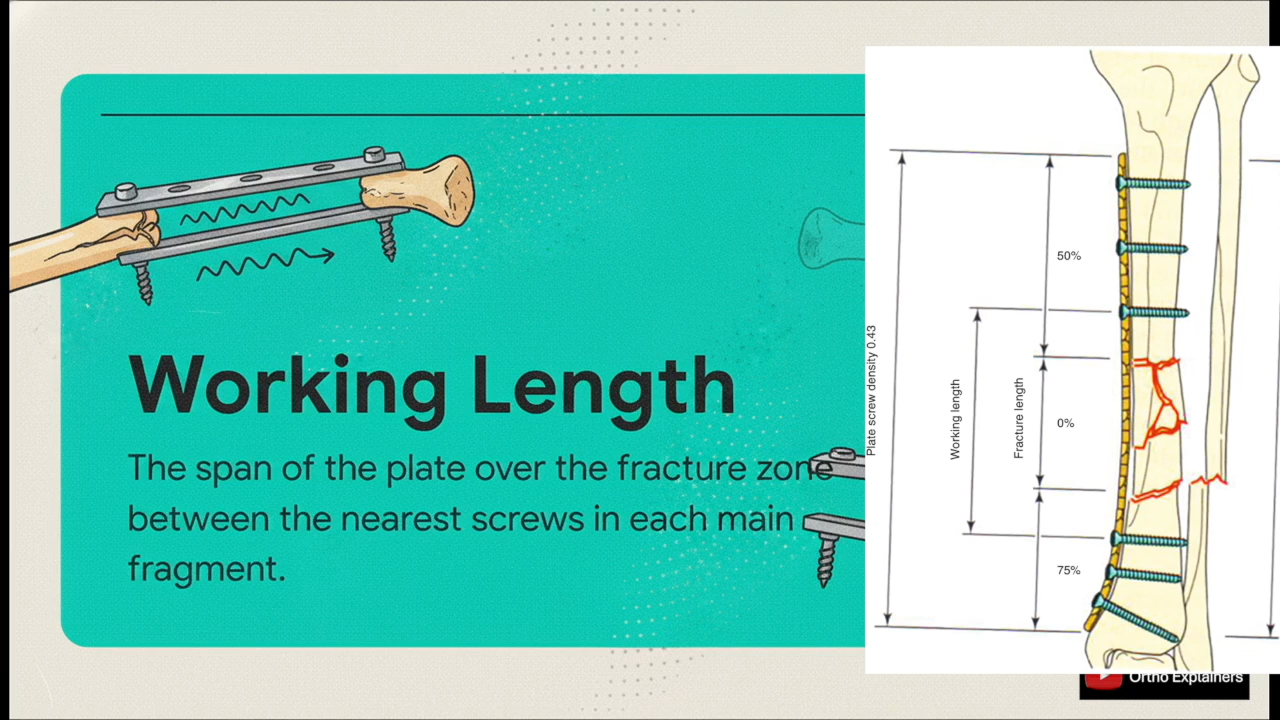 Working Length
The span of the plate over the fracture zone
between the nearest screws in each main
fragment.
Plate screw density 0.43
Working length
Fracture length
50%
0%
75%
Ortho Explainers